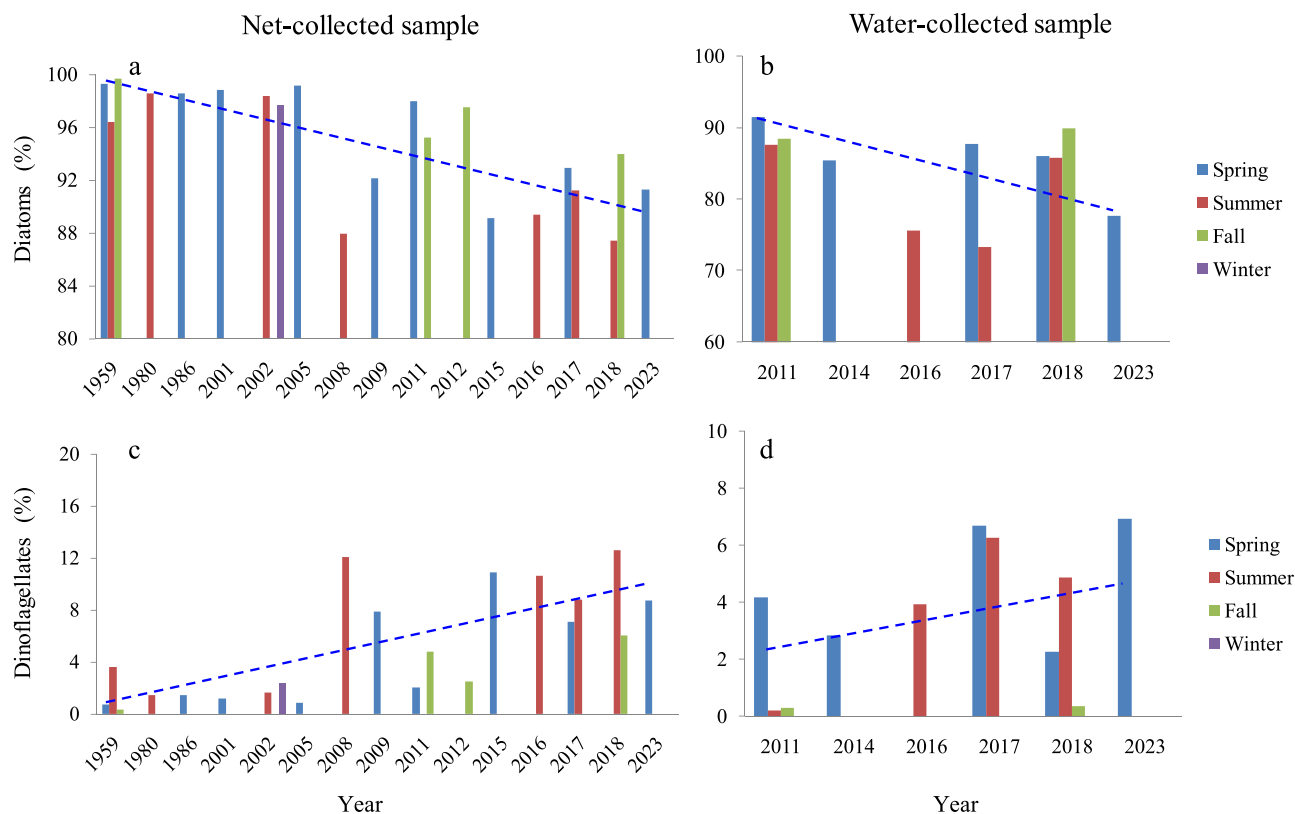 Net-collected sample
Water-collected sample
a
Diatoms (%)
100
96
92
88
84
80
1959 1980 1986 2001 2002 2005 2008 2009 2011 2012 2015 2016 2017 2018 2023
b
100
90
80
70
60
2011 2014 2016 2017 2018 2023
Spring
Summer
Fall
Winter
c
Dinoflagellates (%)
20
16
12
8
4
0
1959 1980 1986 2001 2002 2005 2008 2009 2011 2012 2015 2016 2017 2018 2023
Year
d
10
8
6
4
2
0
2011 2014 2016 2017 2018 2023
Year
Spring
Summer
Fall
Winter